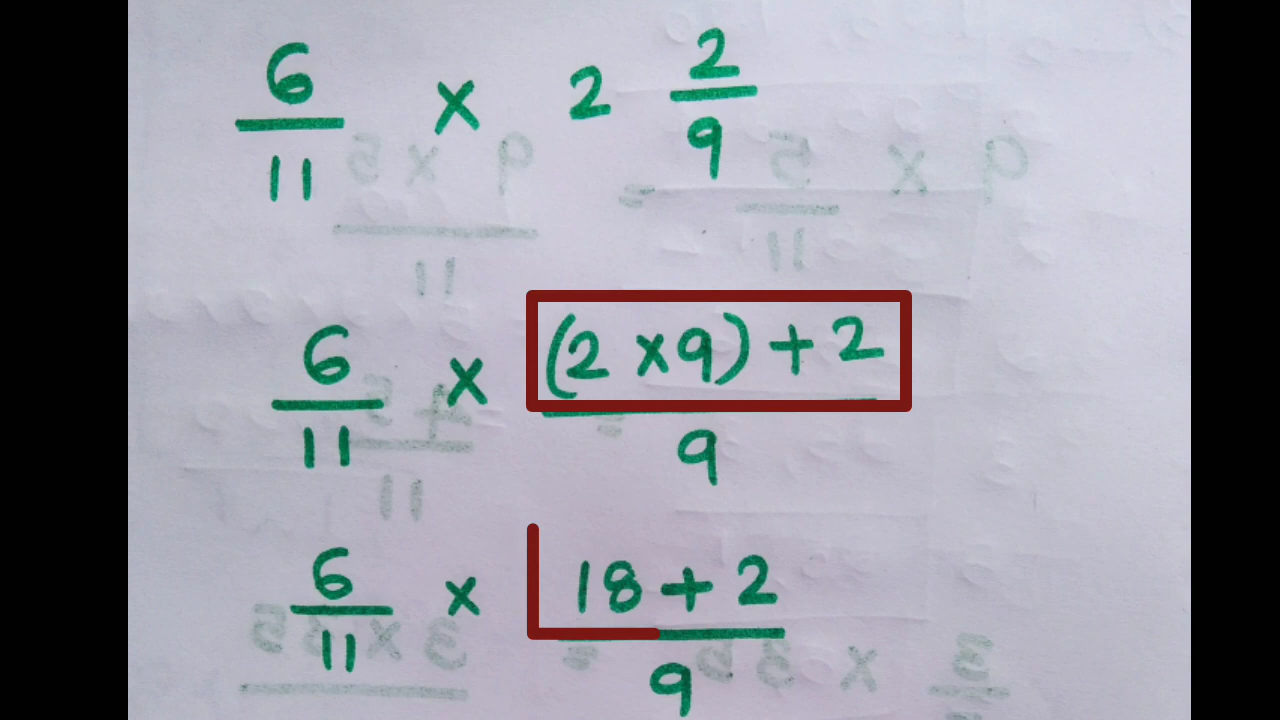 6/11 x 2 2/9
6/11 x (2 x 9) + 2/9
6/11 x 18 + 2/9